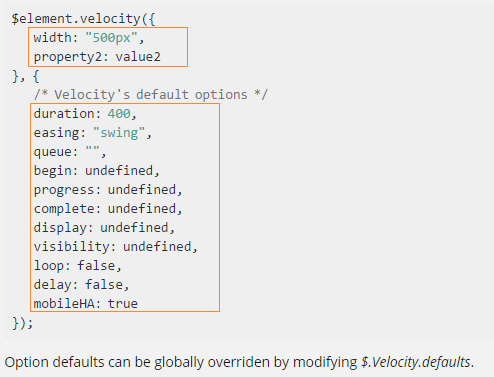 $element.velocity({
width: "500px",
property2: value2
}, {
/* Velocity's default options */
duration: 400,
easing: "swing",
queue: "",
begin: undefined,
progress: undefined,
complete: undefined,
display: undefined,
visibility: undefined,
loop: false,
delay: false,
mobileHA: true
});
Option defaults can be globally overriden by modifying $.Velocity.defaults.